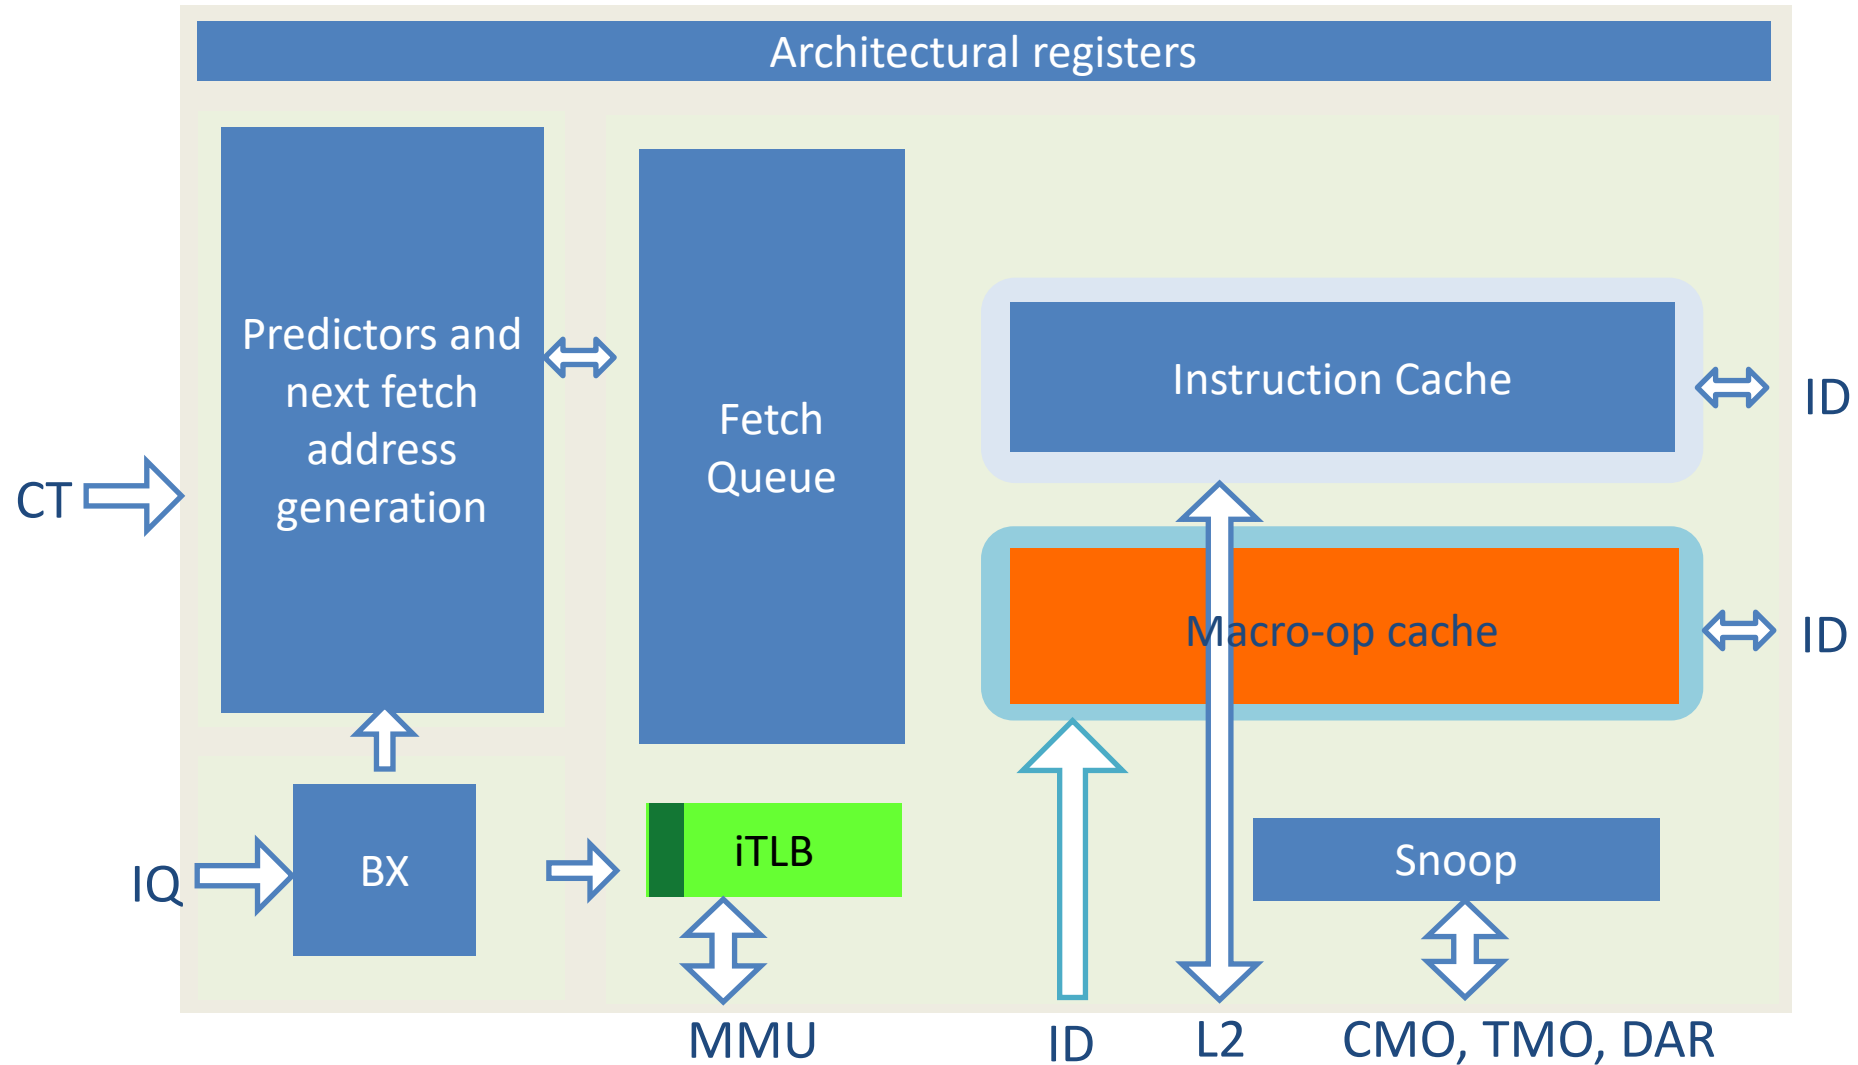 Architectural registers
Predictors and
next fetch
address
generation
Fetch
Queue
Instruction Cache
ID
CT
Macro-op cache
ID
IQ
BX
iTLB
Snoop
MMU
ID
L2
CMO, TMO, DAR